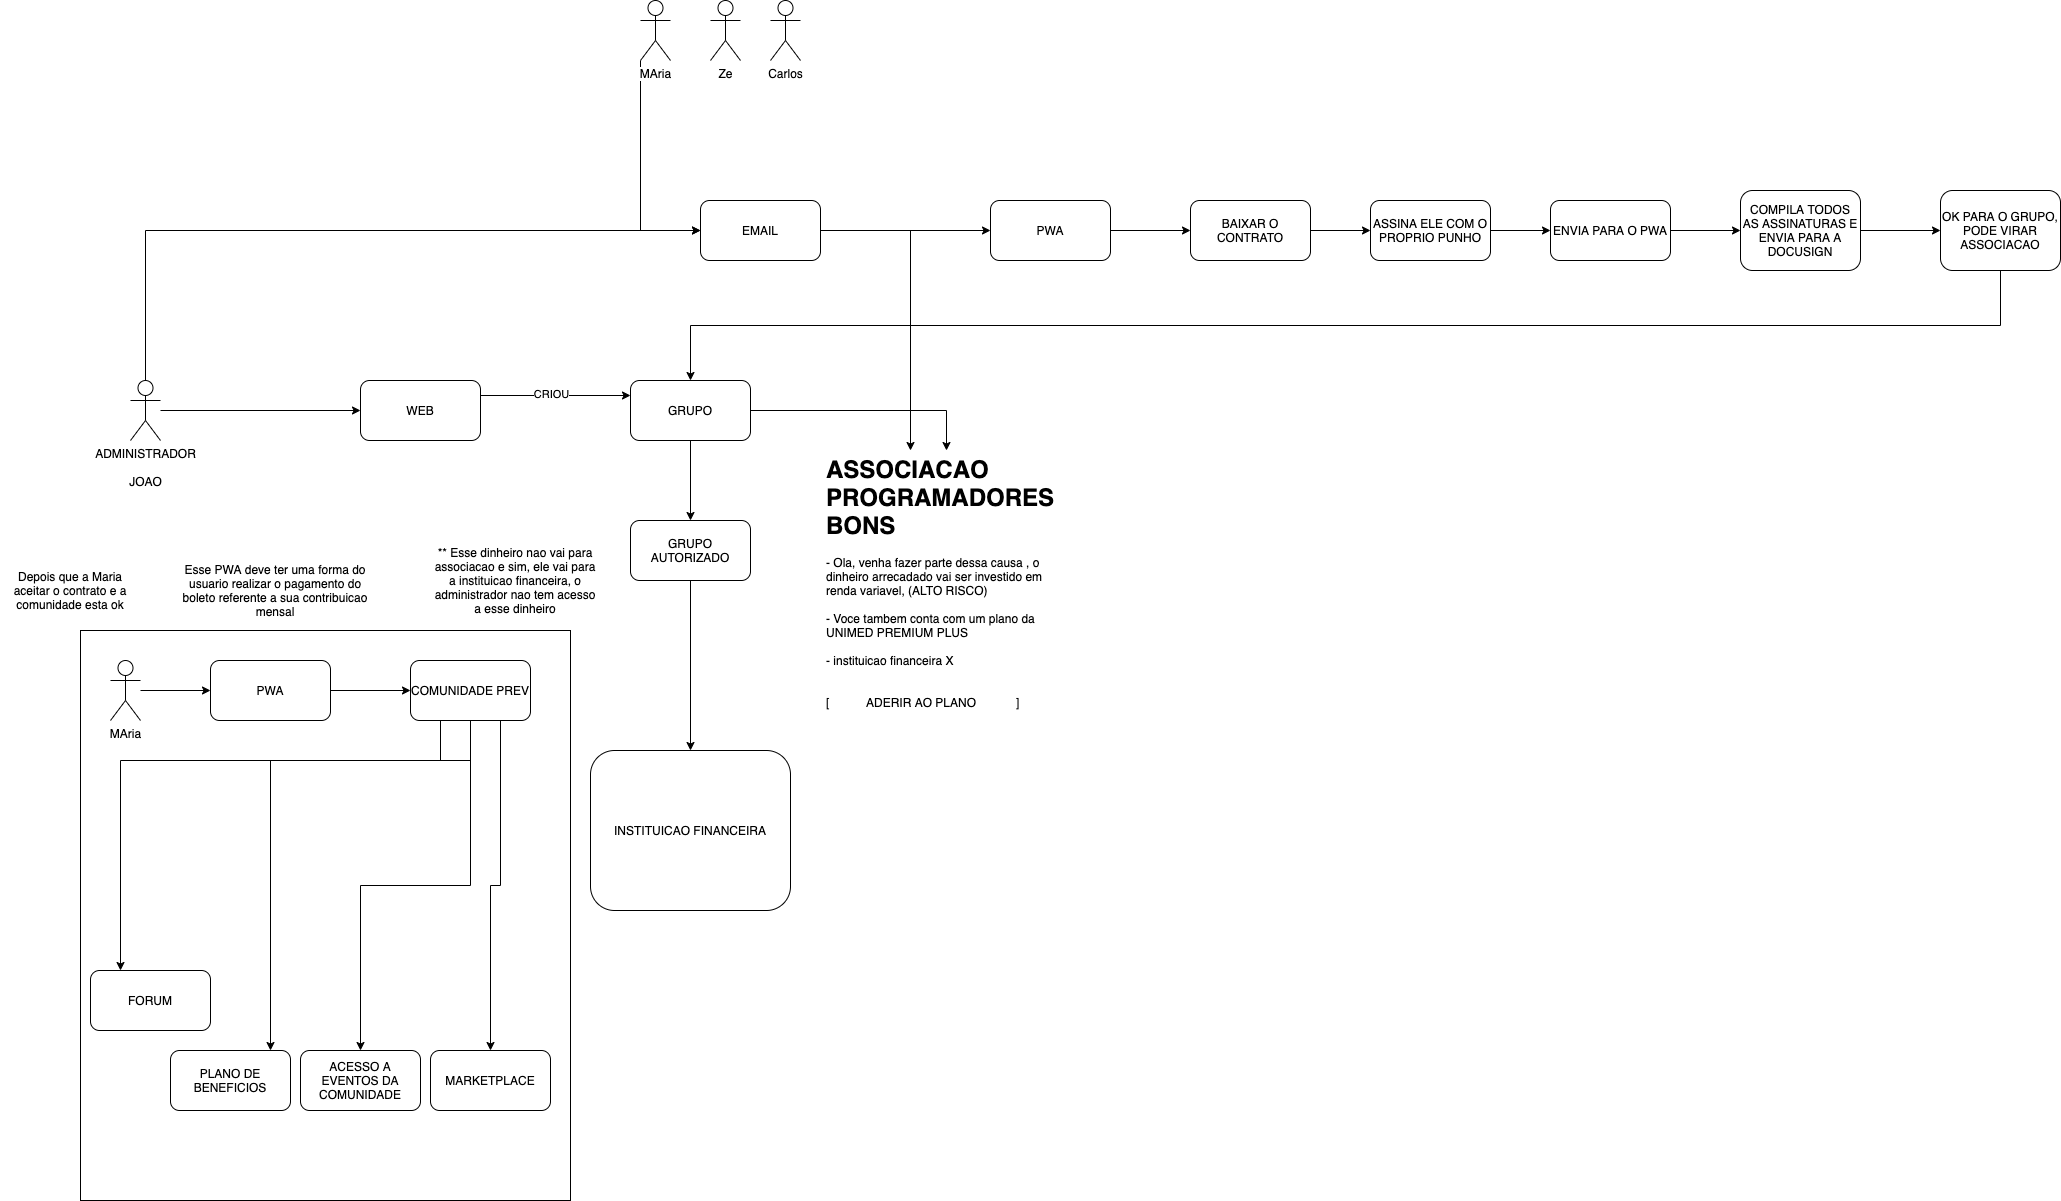 MAria
Ze
Carlos
EMAIL
PWA
BAIXAR O
CONTRATO
ASSINA ELE COM O
PROPRIO PUNHO
ENVIA PARA O PWA
COMPILA TODOS
AS ASSINATURAS E
ENVIA PARA A
DOCUSIGN
OK PARA O GRUPO,
PODE VIRAR
ASSOCIACAO
ADMINISTRADOR
JOAO
WEB
CRIOU
GRUPO
GRUPO
AUTORIZADO
INSTITUICAO FINANCEIRA
ASSOCIACAO
PROGRAMADORES
BONS
- Ola, venha fazer parte dessa causa , o
dinheiro arrecadado vai ser investido em
renda variavel, (ALTO RISCO)
- Voce tambem conta com um plano da
UNIMED PREMIUM PLUS
- instituicao financeira X
[ ADERIR AO PLANO ]
Depois que a Maria
aceitar o contrato e a
comunidade esta ok
Esse PWA deve ter uma forma do
usuario realizar o pagamento do
boleto referente a sua contribuicao
mensal
** Esse dinheiro nao vai para
associacao e sim, ele vai para
a instituicao financeira, o
administrador nao tem acesso
a esse dinheiro
MAria
PWA
COMUNIDADE PREV
FORUM
PLANO DE
BENEFICIOS
ACESSO A
EVENTOS DA
COMUNIDADE
MARKETPLACE